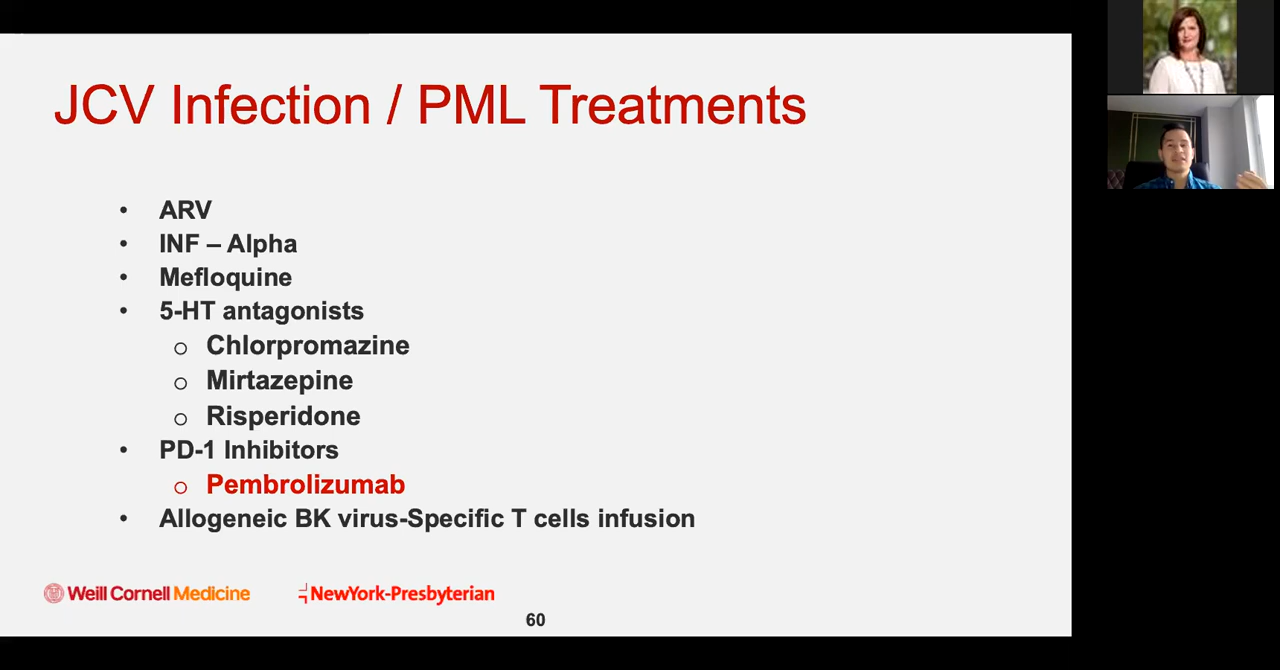 JCV Infection / PML Treatments
• ARV
• INF – Alpha
• Mefloquine
• 5-HT antagonists
o Chlorpromazine
o Mirtazepine
o Risperidone
• PD-1 Inhibitors
o Pembrolizumab
• Allogeneic BK virus-Specific T cells infusion
Weill Cornell Medicine
NewYork-Presbyterian
60